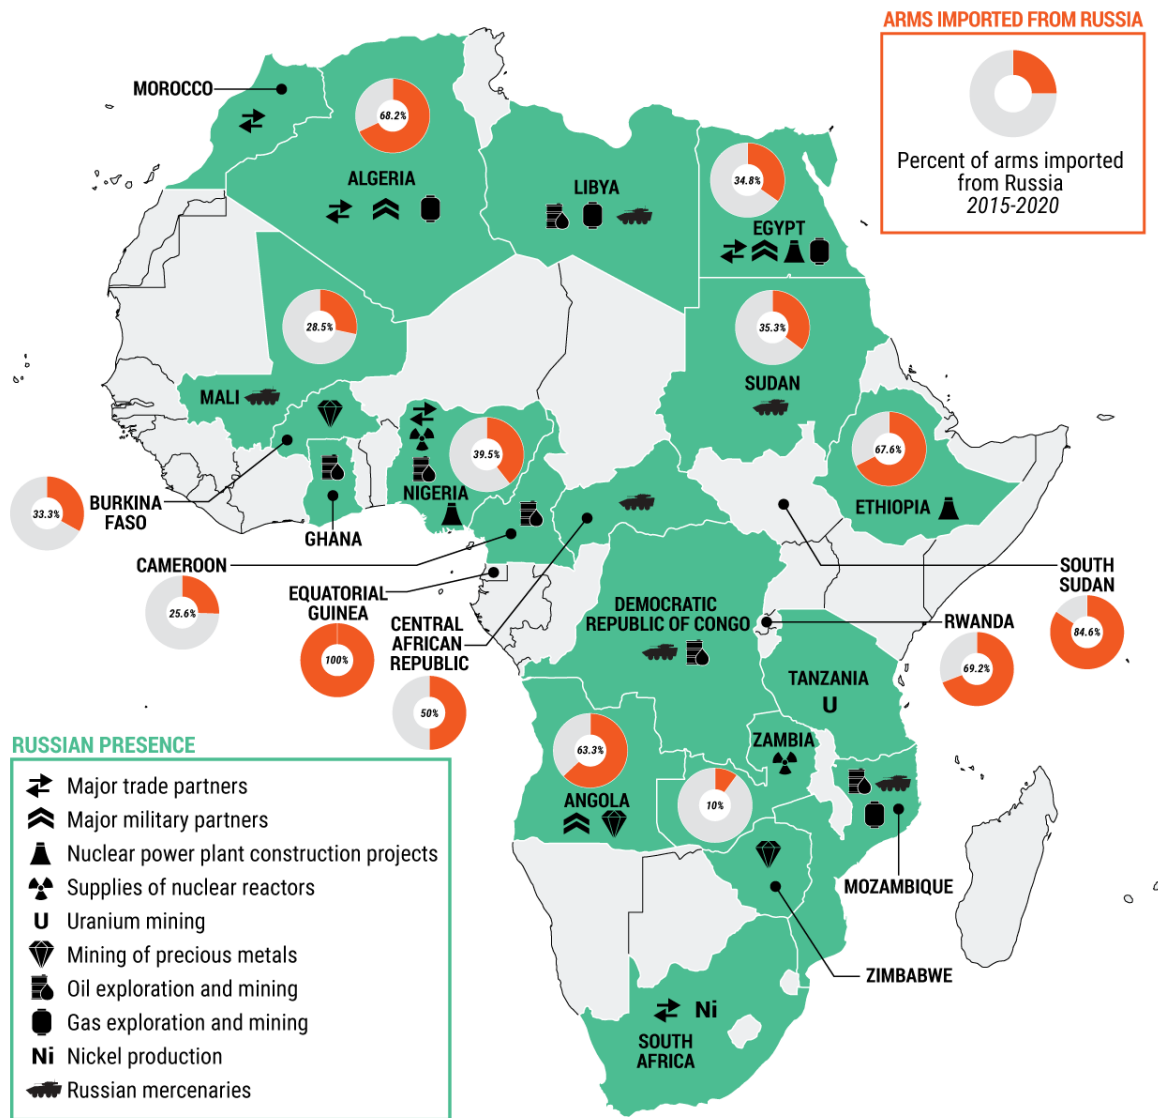 ARMS IMPORTED FROM RUSSIA
Percent of arms imported
from Russia
2015-2020
MOROCCO
68.2%
ALGERIA
LIBYA
34.8%
EGYPT
28.5%
MALI
35.3%
SUDAN
39.5%
NIGERIA
67.6%
ETHIOPIA
33.3%
BURKINA
FASO
GHANA
CAMEROON
25.6%
EQUATORIAL
GUINEA
100%
CENTRAL
AFRICAN
REPUBLIC
50%
DEMOCRATIC
REPUBLIC OF CONGO
SOUTH
SUDAN
84.6%
RWANDA
69.2%
TANZANIA
U
63.3%
ANGOLA
ZAMBIA
10%
MOZAMBIQUE
ZIMBABWE
Ni
SOUTH
AFRICA
RUSSIAN PRESENCE
Major trade partners
Major military partners
Nuclear power plant construction projects
Supplies of nuclear reactors
U Uranium mining
Mining of precious metals
Oil exploration and mining
Gas exploration and mining
Ni Nickel production
Russian mercenaries